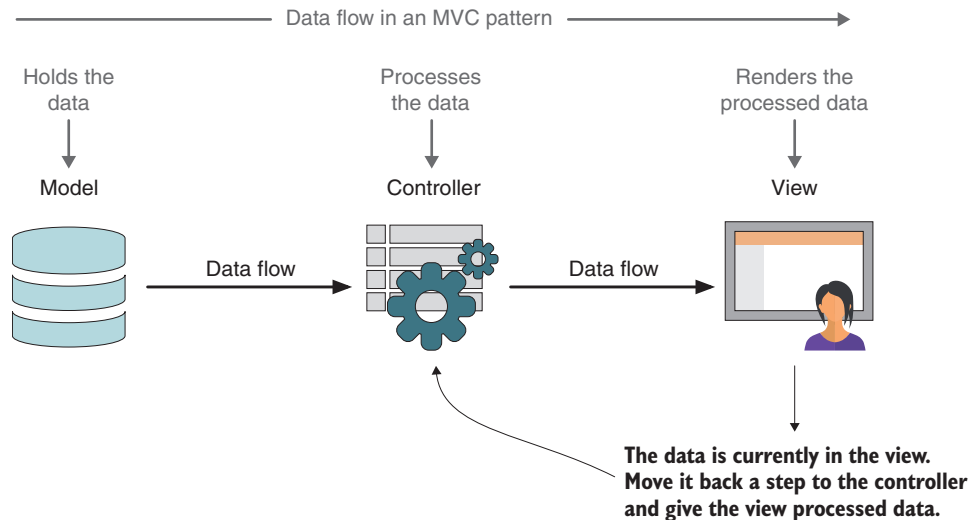 Data flow in an MVC pattern
Holds the
data
Processes
the data
Renders the
processed data
Model
Controller
View
Data flow
Data flow
The data is currently in the view.
Move it back a step to the controller
and give the view processed data.